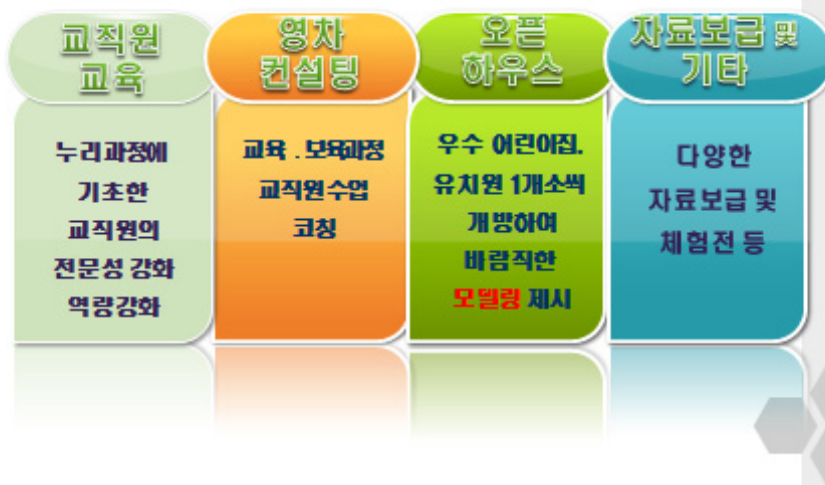 교직원
교육
누리과정에
기초한
교직원의
전문성 강화
역량강화
영차
컨설팅
교육 . 보육과정
교직원 수업
코칭
오픈
하우스
우수 어린이집.
유치원 1개소씩
개방하여
바람직한
모델링 제시
자료보급 및
기타
다양한
자료보급 및
체험전 등